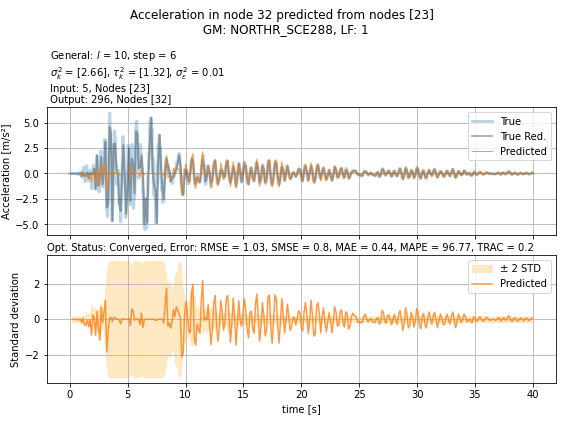 Acceleration in node 32 predicted from nodes [23]
GM: NORTHR_SCE288, LF: 1
General: l = 10, step = 6
σ²ₖ = [2.66], τ²ₖ = [1.32], σ²ε = 0.01
Input: 5, Nodes [23]
Output: 296, Nodes [32]
Acceleration [m/s²]
5.0
2.5
0.0
−2.5
−5.0
True
True Red.
Predicted
Opt. Status: Converged, Error: RMSE = 1.03, SMSE = 0.8, MAE = 0.44, MAPE = 96.77, TRAC = 0.2
Standard deviation
2
0
−2
± 2 STD
Predicted
0 5 10 15 20 25 30 35 40
time [s]